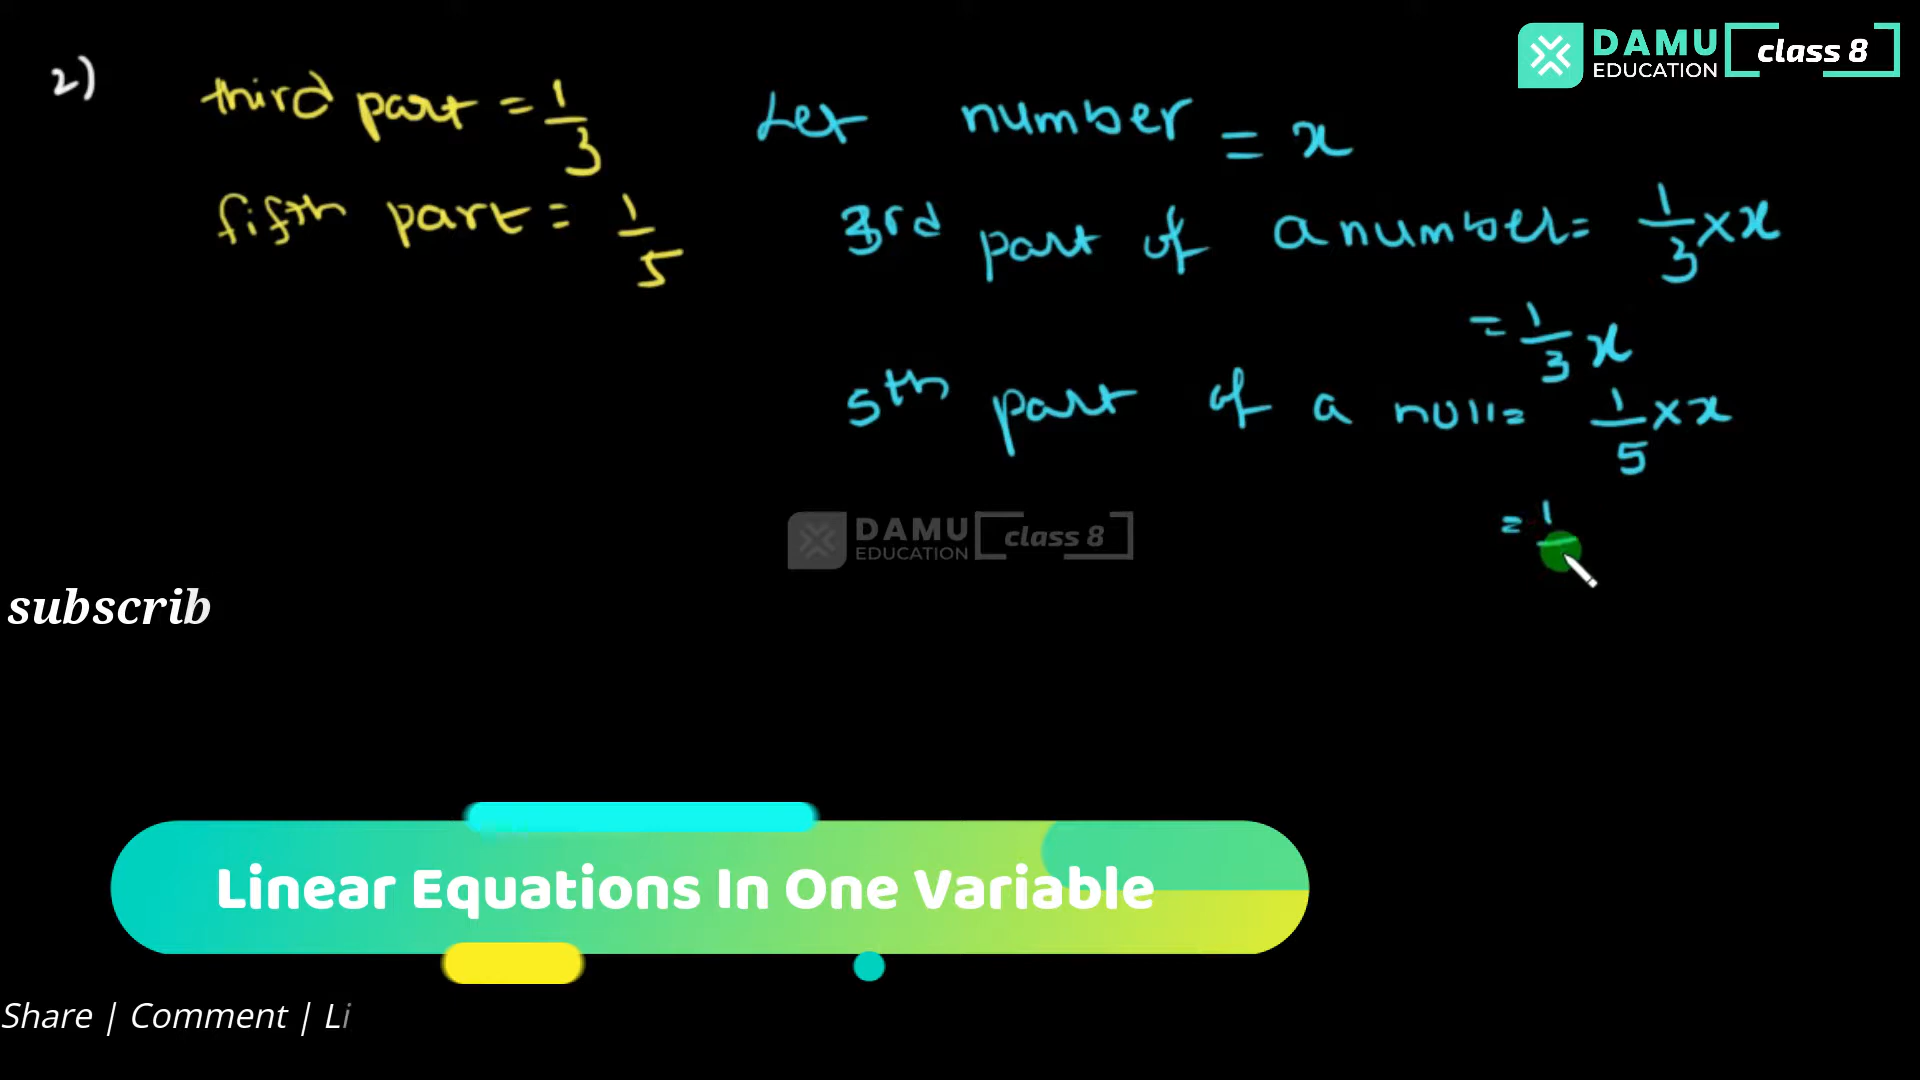 DAMU
EDUCATION
class 8
2)
third part = 1/3
Let number = x
fifth part = 1/5
3rd part of a number = 1/3 × x
= 1/3 x
5th part of a null = 1/5 × x
= 1
DAMU
EDUCATION
class 8
subscrib
Linear Equations In One Variable
Share | Comment | Li